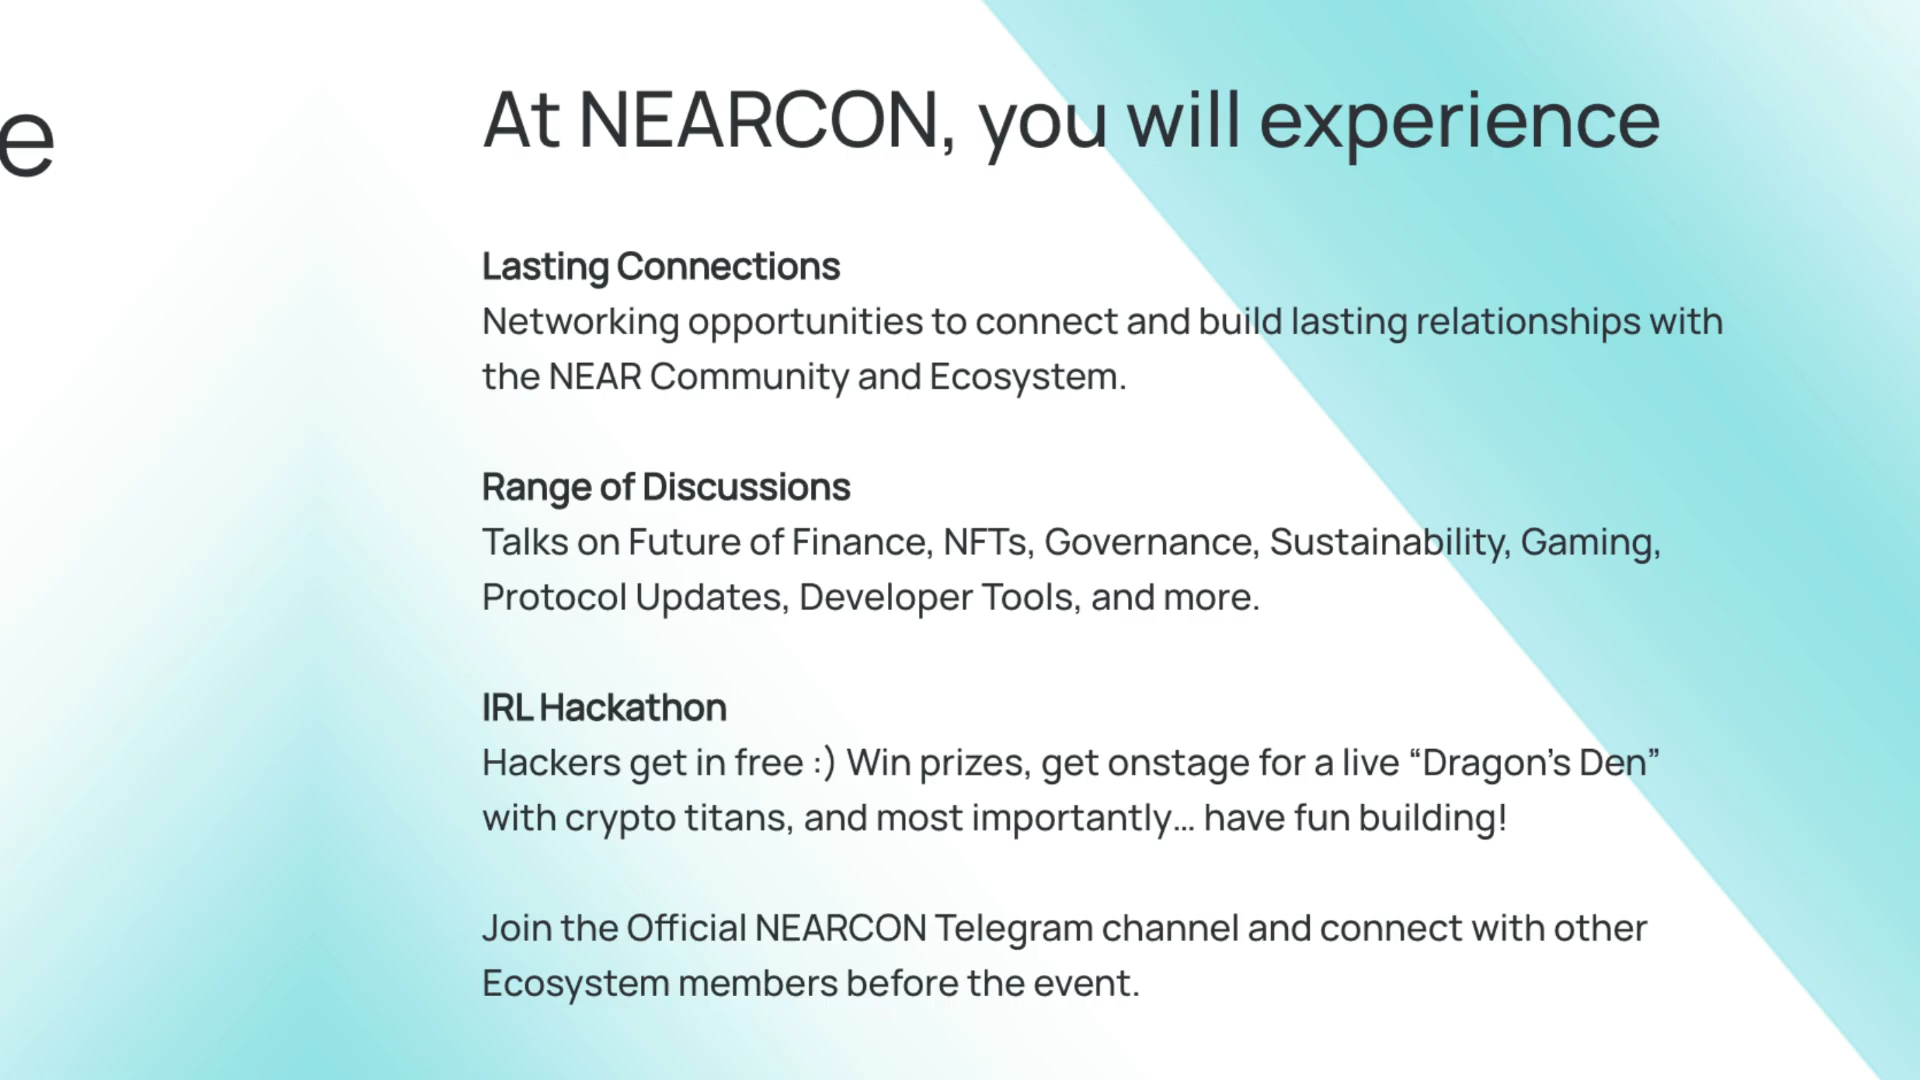 e
At NEARCON, you will experience
Lasting Connections
Networking opportunities to connect and build lasting relationships with
the NEAR Community and Ecosystem.
Range of Discussions
Talks on Future of Finance, NFTs, Governance, Sustainability, Gaming,
Protocol Updates, Developer Tools, and more.
IRL Hackathon
Hackers get in free :) Win prizes, get onstage for a live “Dragon’s Den”
with crypto titans, and most importantly… have fun building!
Join the Official NEARCON Telegram channel and connect with other
Ecosystem members before the event.